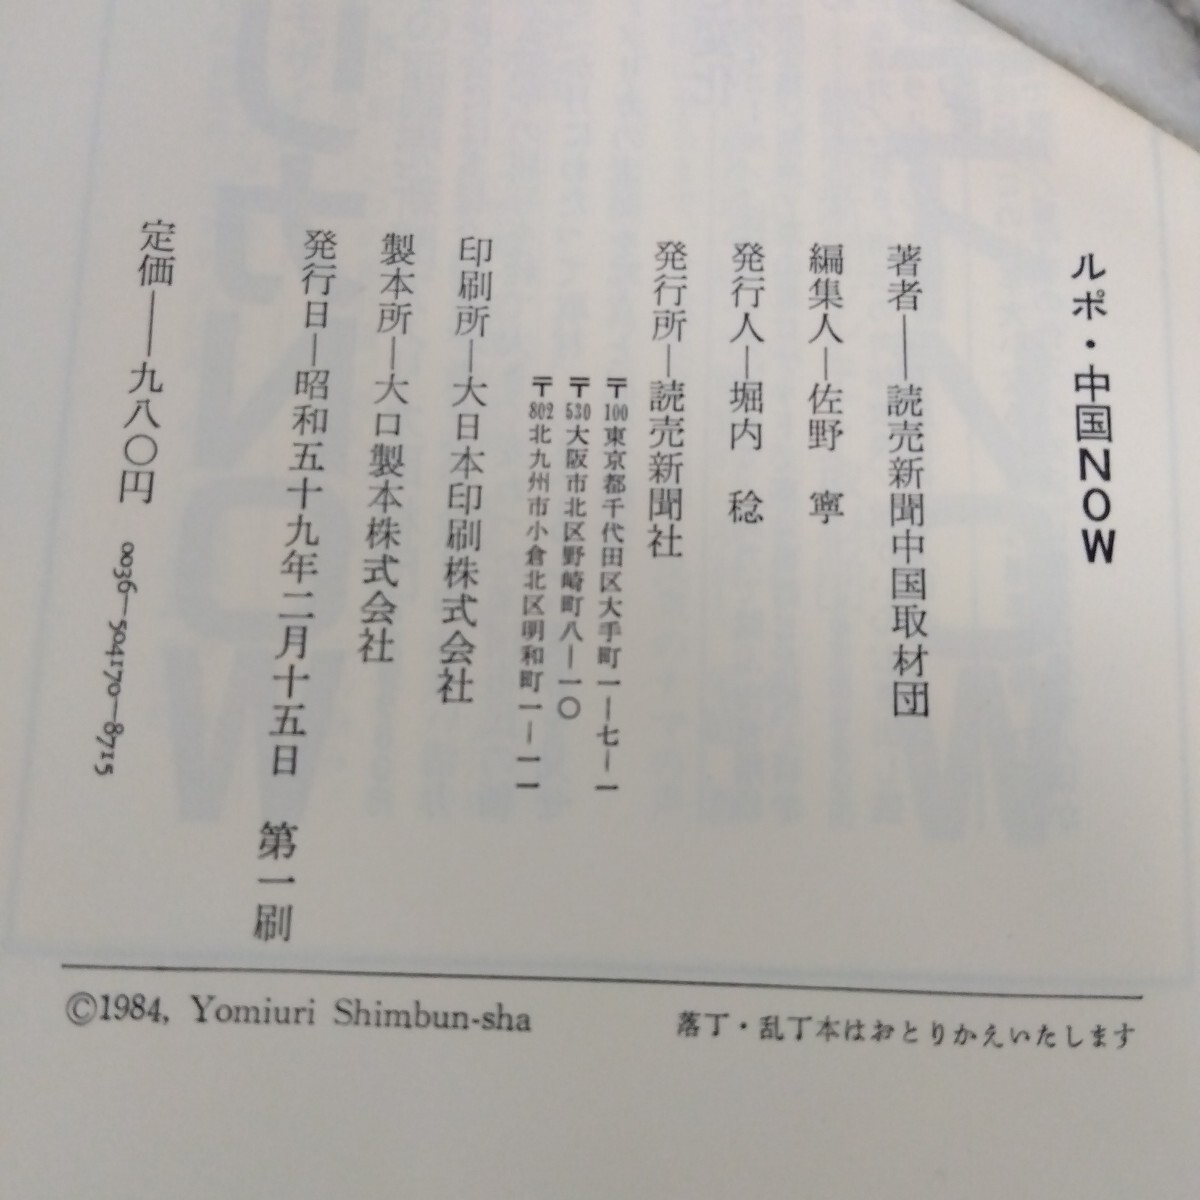 ルポ・中国NOW
著者―読売新聞中国取材団
編集人―佐野　寧
発行人―堀内　稔
発行所―読売新聞社
〒100東京都千代田区大手町一―七―一
〒530大阪市北区野崎町八―一〇
〒802北九州市小倉北区明和町一―一一
印刷所―大日本印刷株式会社
製本所―大口製本株式会社
発行日―昭和五十九年二月十五日　第一刷
定価―九八〇円　0036―504170―8715
©1984, Yomiuri Shimbun-sha
落丁・乱丁本はおとりかえいたします